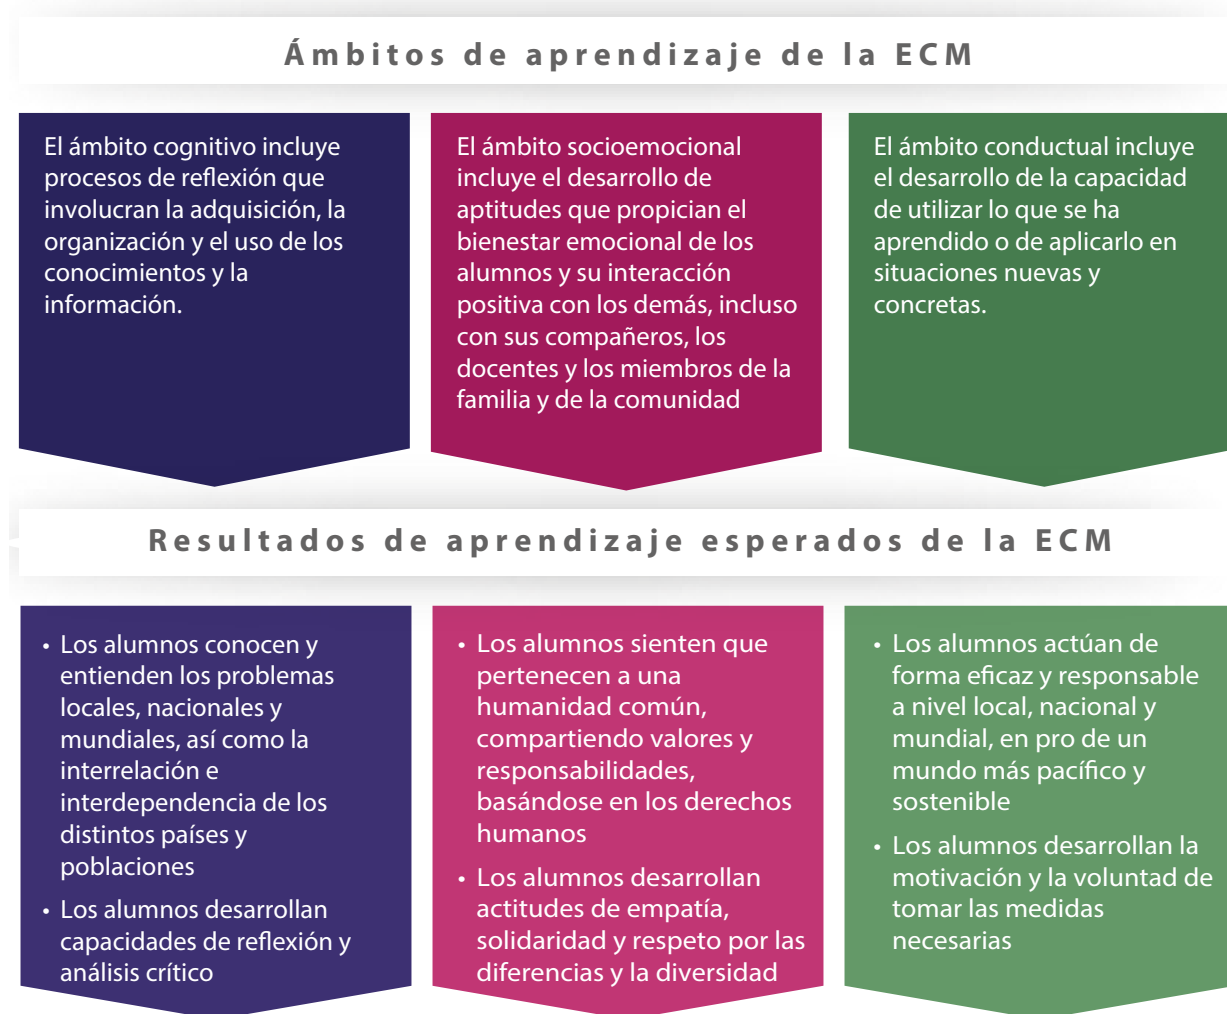 Ámbitos de aprendizaje de la ECM
El ámbito cognitivo incluye
procesos de reflexión que
involucran la adquisición, la
organización y el uso de los
conocimientos y la
información.
El ámbito socioemocional
incluye el desarrollo de
aptitudes que propician el
bienestar emocional de los
alumnos y su interacción
positiva con los demás, incluso
con sus compañeros, los
docentes y los miembros de la
familia y de la comunidad
El ámbito conductual incluye
el desarrollo de la capacidad
de utilizar lo que se ha
aprendido o de aplicarlo en
situaciones nuevas y
concretas.
Resultados de aprendizaje esperados de la ECM
• Los alumnos conocen y
entienden los problemas
locales, nacionales y
mundiales, así como la
interrelación e
interdependencia de los
distintos países y
poblaciones
• Los alumnos desarrollan
capacidades de reflexión y
análisis crítico
• Los alumnos sienten que
pertenecen a una
humanidad común,
compartiendo valores y
responsabilidades,
basándose en los derechos
humanos
• Los alumnos desarrollan
actitudes de empatía,
solidaridad y respeto por las
diferencias y la diversidad
• Los alumnos actúan de
forma eficaz y responsable
a nivel local, nacional y
mundial, en pro de un
mundo más pacífico y
sostenible
• Los alumnos desarrollan la
motivación y la voluntad de
tomar las medidas
necesarias